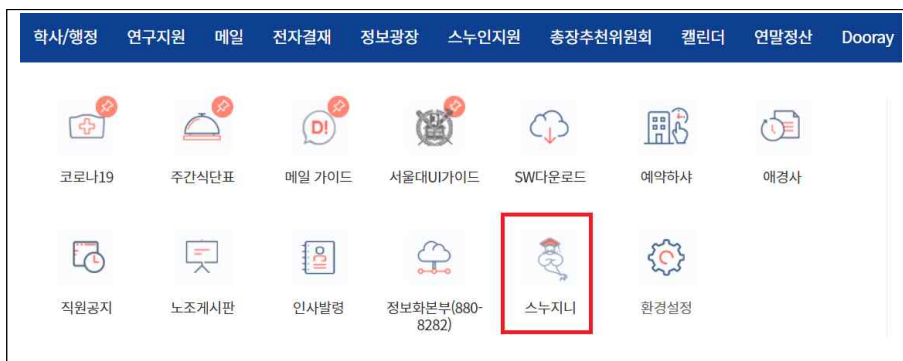 학사/행정 연구지원 메일 전자결재 정보광장 스누인지원 총장추천위원회 캘린더 연말정산 Dooray
D!
코로나19 주간식단표 메일 가이드 서울대UI가이드 SW다운로드 예약하샤 애경사
직원공지 노조게시판 인사발령 정보화본부(880-
8282) 스누지니 환경설정